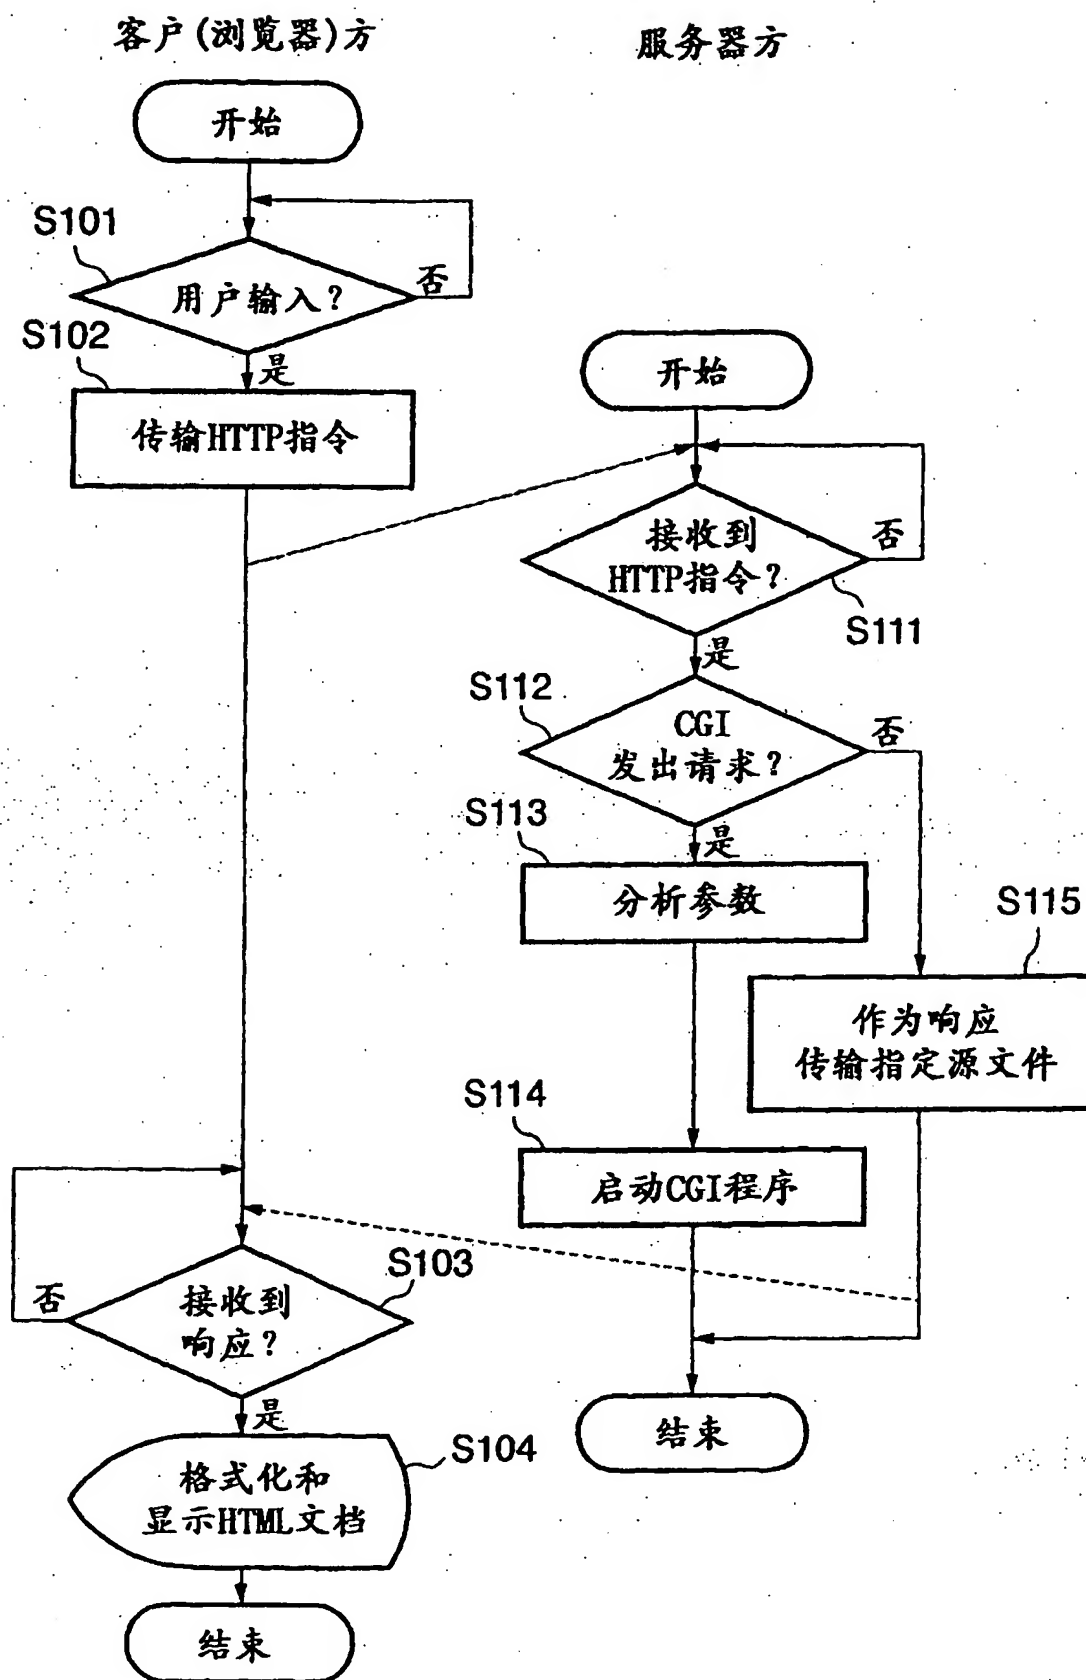 客户(浏览器)方
服务器方
开始
S101
用户输入?
否
S102
是
传输HTTP指令
开始
接收到
HTTP指令?
否
S111
是
S112
CGI
发出请求?
否
S113
是
分析参数
S115
作为响应
传输指定源文件
S114
启动CGI程序
S103
接收到
响应?
否
是
S104
格式化和
显示HTML文档
结束
结束